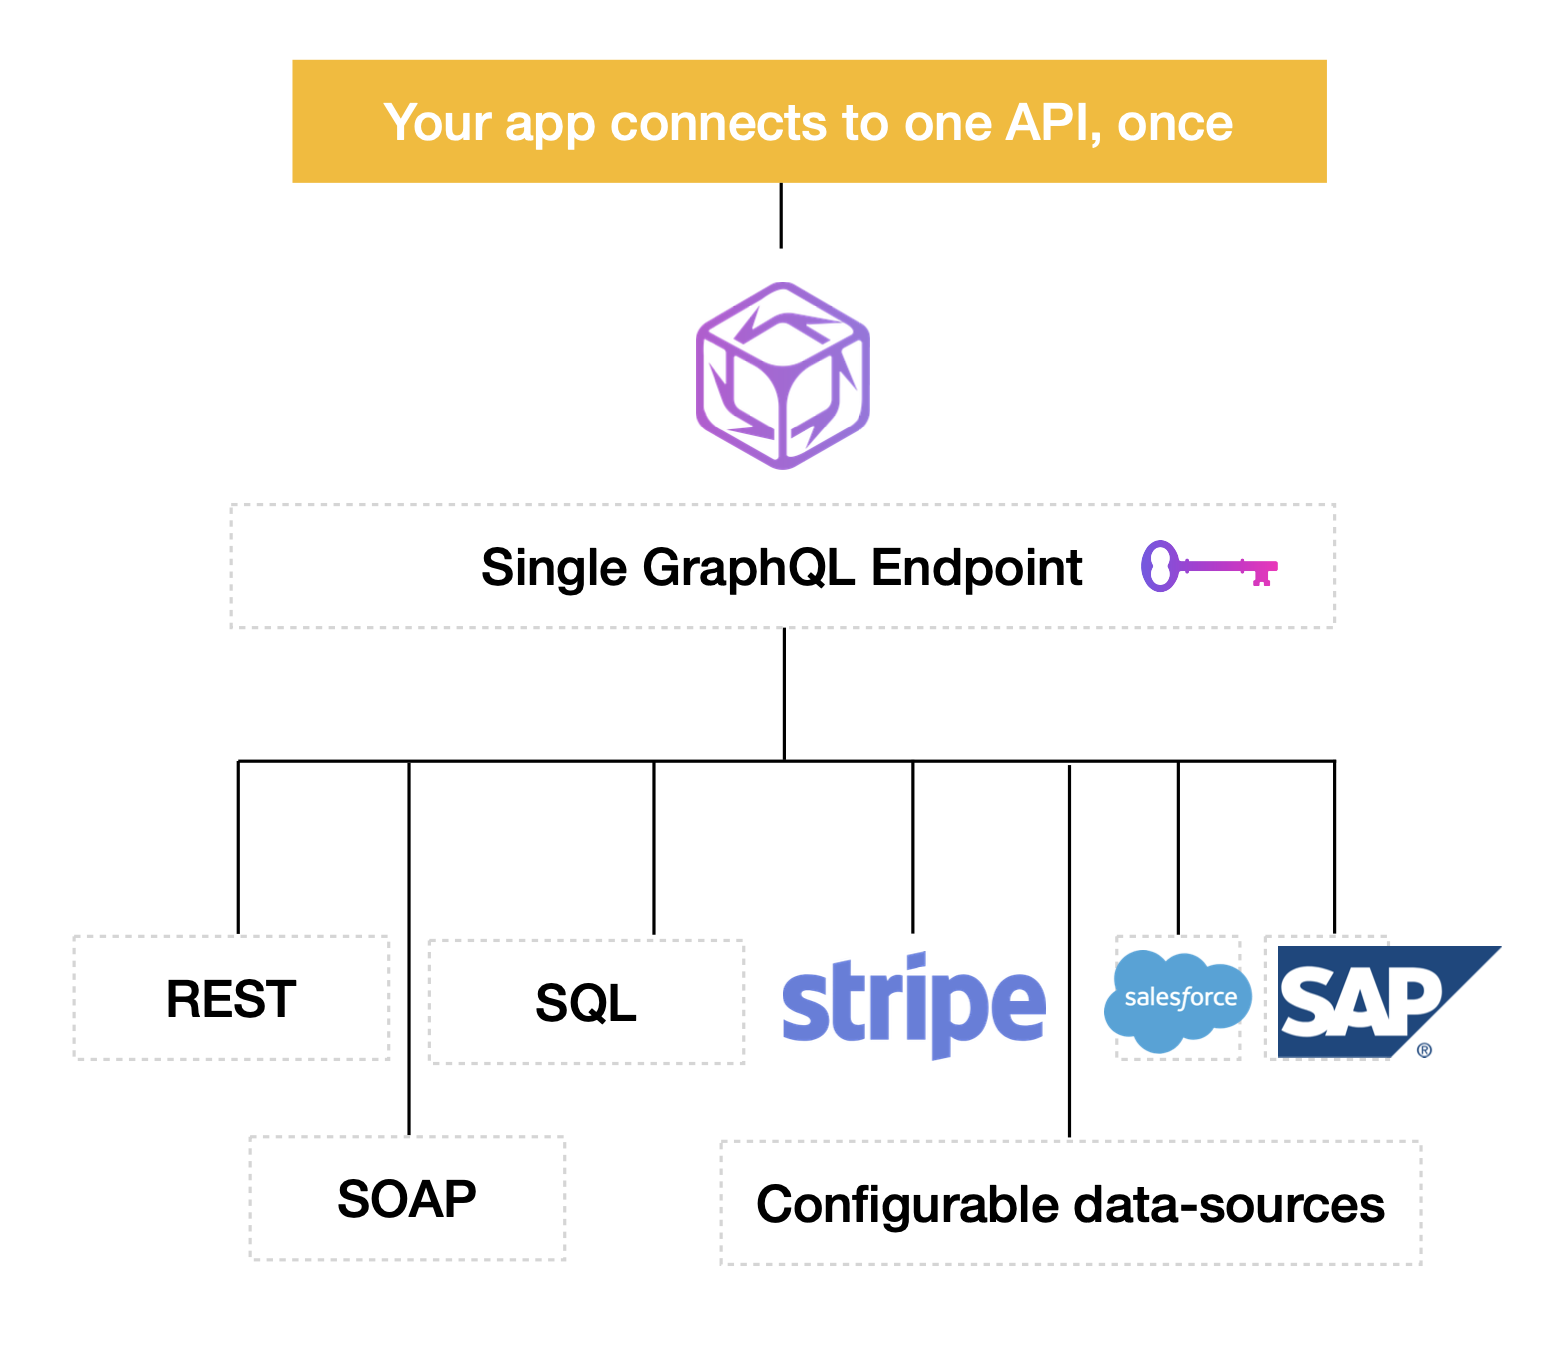 Your app connects to one API, once
Single GraphQL Endpoint
REST
SQL
stripe
salesforce
SAP
®
SOAP
Configurable data-sources